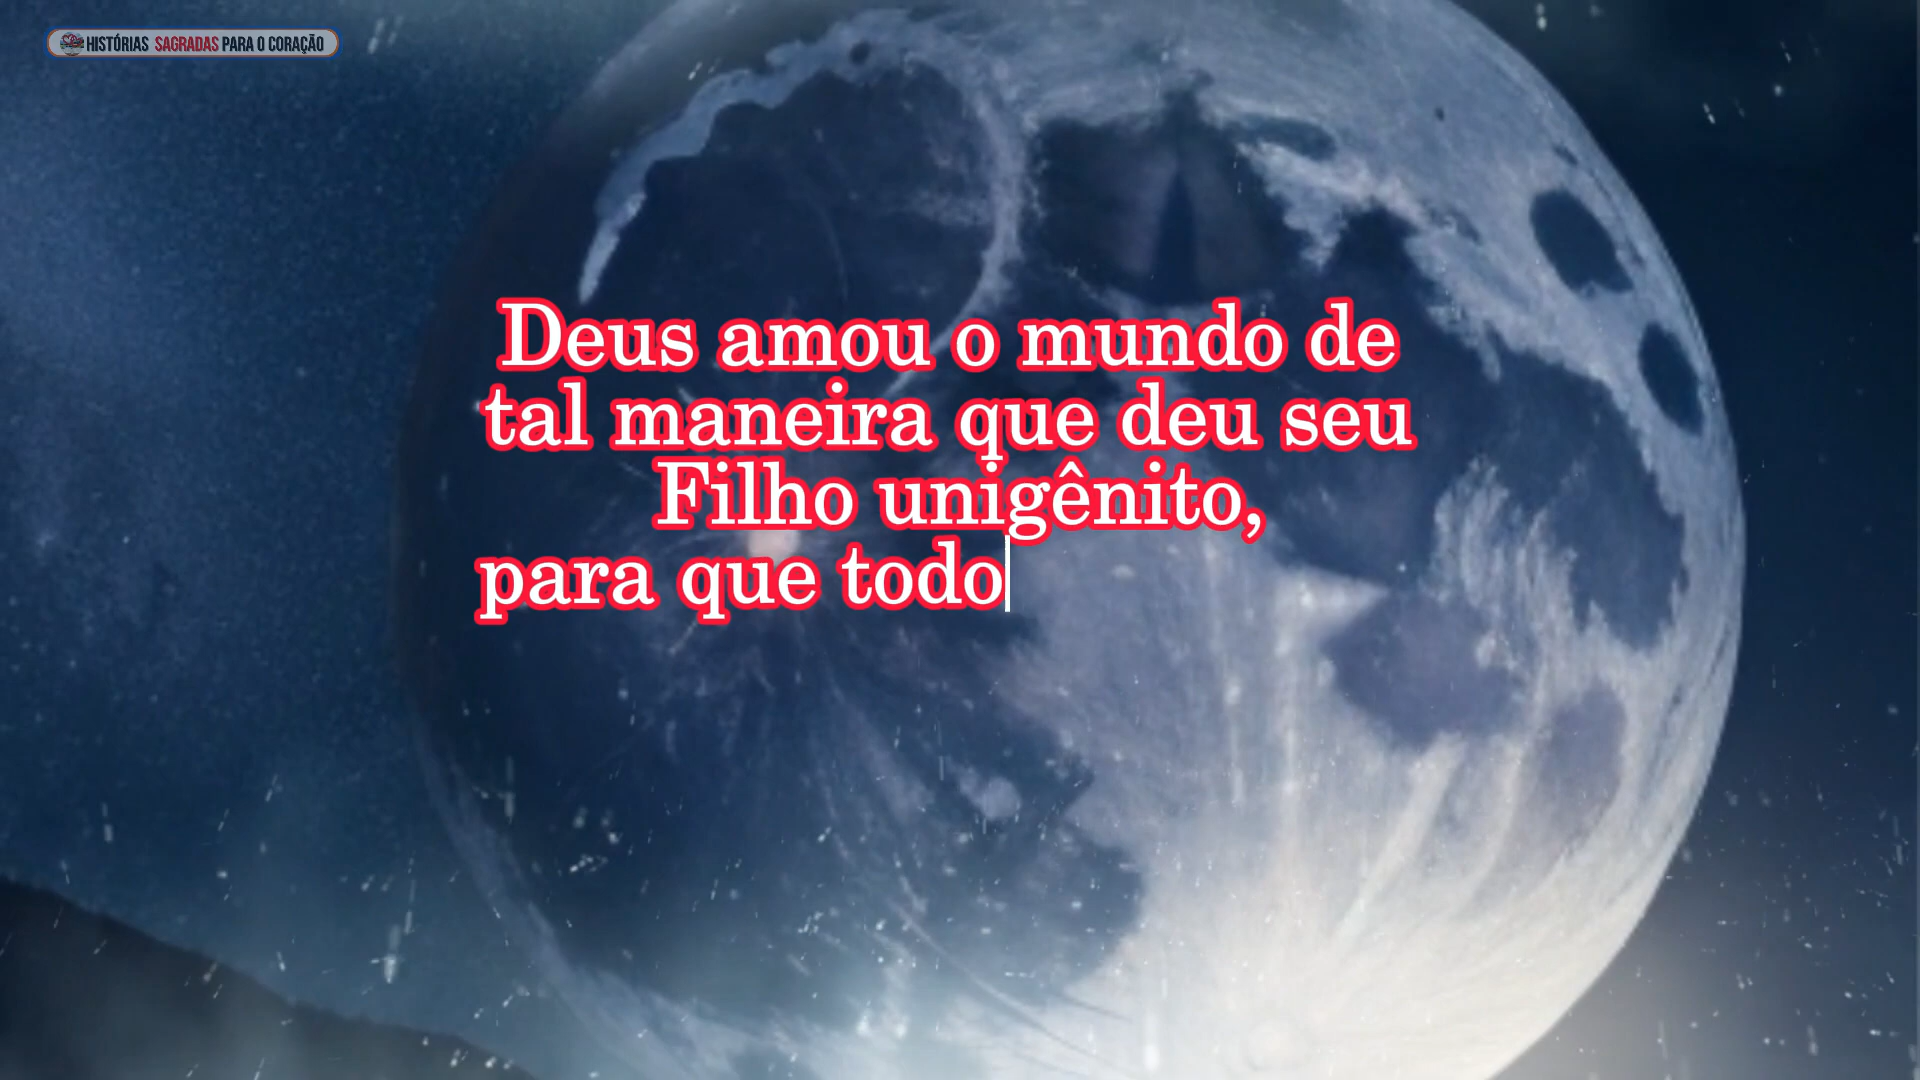 HISTÓRIAS SAGRADAS PARA O CORAÇÃO
Deus amou o mundo de
tal maneira que deu seu
Filho unigênito,
para que todo